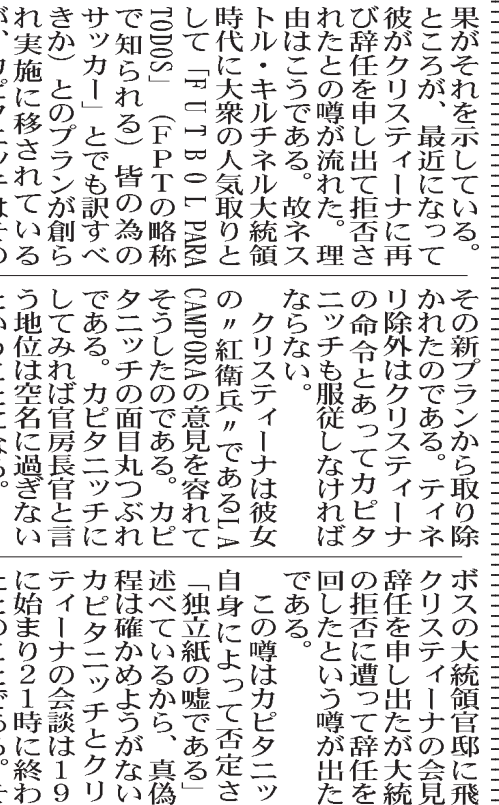 果がそれを示している。
ところが、最近になって
彼がクリスティーナに再
び辞任を申し出て拒否さ
れたとの噂が流れた。理
由はこうである。故ネス
トル・キルチネル大統領
時代に大衆の人気取りと
して「ＦＵＴＢＯＬ PARA
TODOS」（ＦＰＴの略称
で知られる）皆の為の
サッカー」とでも訳すべ
きか）とのプランが創ら
れ実施に移されている
が、カピタニッチはその
その新プランから取り除
かれたのである。ティネ
リ除外はクリスティーナ
の命令とあってカピタ
ニッチも服従しなければ
ならない。
クリスティーナは彼女
の〃紅衛兵〃であるＬＡ
CAMPORAの意見を容れて
そうしたのである。カピ
タニッチの面目丸つぶれ
である。カピタニッチに
してみれば官房長官と言
う地位は空名に過ぎない
ということになる。
ボスの大統領官邸に飛
クリスティーナの会見
辞任を申し出たが大統
の拒否に遭って辞任を
回したという噂が出た
である。
この噂はカピタニッ
自身によって否定さ
「独立紙の嘘である」
述べているから、真偽
程は確かめようがない
カピタニッチとクリ
ティーナの会談は１９
に始まり２１時に終わ